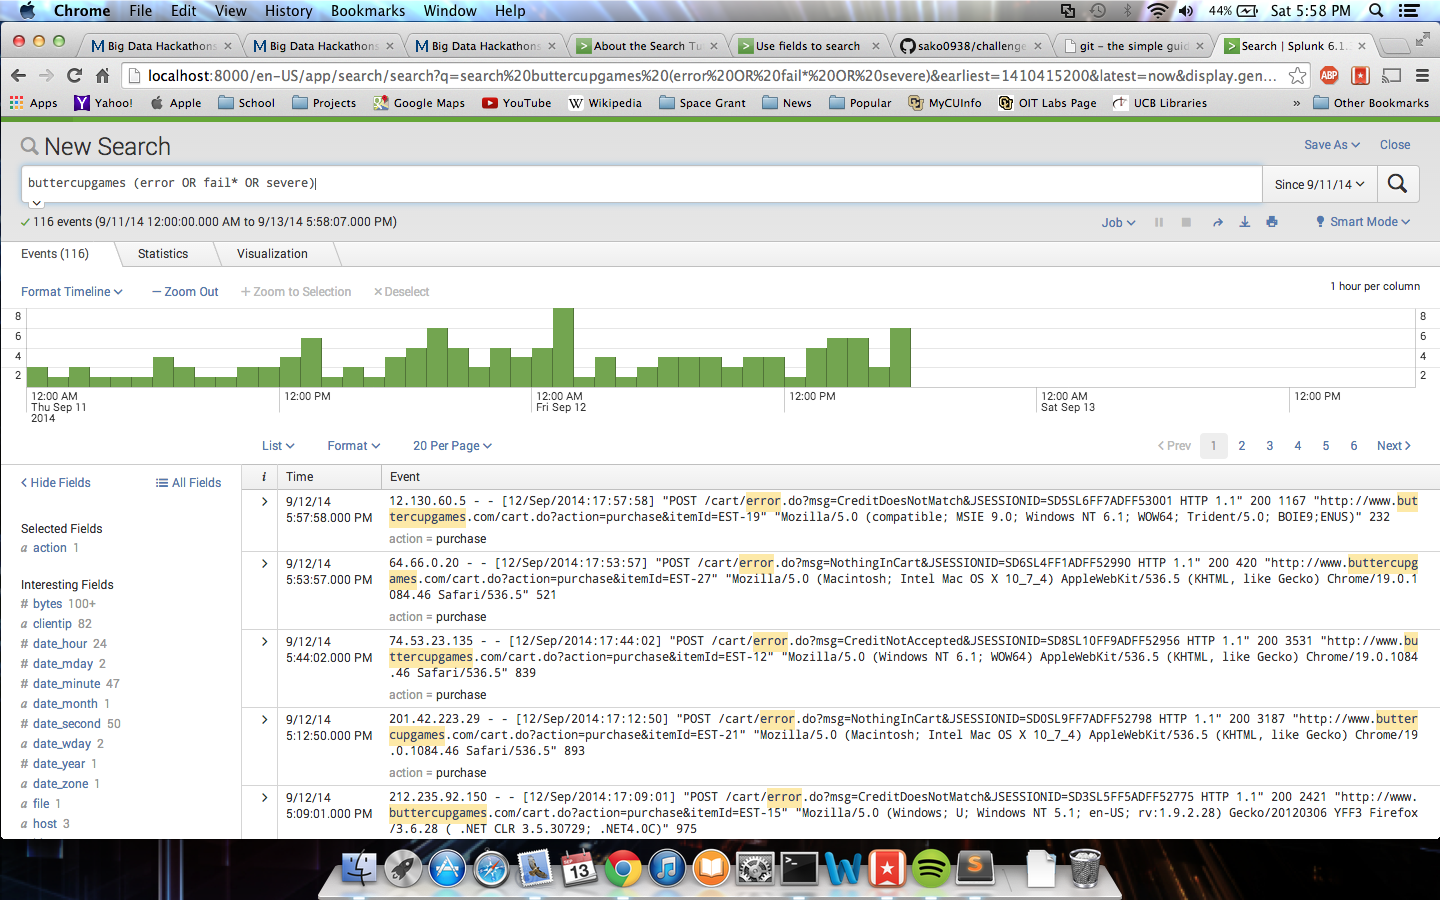 Chrome File Edit View History Bookmarks Window Help 44% Sat 5:58 PM
Big Data Hackathons × Big Data Hackathons × Big Data Hackathons × About the Search Tu × Use fields to search × sako0938/challenge × git - the simple guid × Search | Splunk 6.1. ×
localhost:8000/en-US/app/search/search?q=search%20buttercupgames%20(error%20OR%20fail*%20OR%20severe)&earliest=1410415200&latest=now&display.gen... ABP
Apps Yahoo! Apple School Projects Google Maps YouTube Wikipedia Space Grant News Popular MyCUInfo OIT Labs Page UCB Libraries » Other Bookmarks
New Search Save As Close
buttercupgames (error OR fail* OR severe) Since 9/11/14
✓ 116 events (9/11/14 12:00:00.000 AM to 9/13/14 5:58:07.000 PM) Job Smart Mode
Events (116) Statistics Visualization
Format Timeline — Zoom Out + Zoom to Selection × Deselect 1 hour per column
8 8
6 6
4 4
2 2
12:00 AM 12:00 PM 12:00 AM 12:00 PM 12:00 AM 12:00 PM
Thu Sep 11 Fri Sep 12 Sat Sep 13
2014
List Format 20 Per Page < Prev 1 2 3 4 5 6 Next >
< Hide Fields All Fields
Selected Fields
a action 1
Interesting Fields
# bytes 100+
a clientip 82
# date_hour 24
# date_mday 2
# date_minute 47
a date_month 1
# date_second 50
a date_wday 2
# date_year 1
a date_zone 1
a file 1
a host 3
i Time Event
> 9/12/14 12.130.60.5 - - [12/Sep/2014:17:57:58] "POST /cart/error.do?msg=CreditDoesNotMatch&JSESSIONID=SD5SL6FF7ADFF53001 HTTP 1.1" 200 1167 "http://www.but
5:57:58.000 PM tercupgames.com/cart.do?action=purchase&itemId=EST-19" "Mozilla/5.0 (compatible; MSIE 9.0; Windows NT 6.1; WOW64; Trident/5.0; BOIE9;ENUS)" 232
action = purchase
> 9/12/14 64.66.0.20 - - [12/Sep/2014:17:53:57] "POST /cart/error.do?msg=NothingInCart&JSESSIONID=SD6SL4FF1ADFF52990 HTTP 1.1" 200 420 "http://www.buttercupg
5:53:57.000 PM ames.com/cart.do?action=purchase&itemId=EST-27" "Mozilla/5.0 (Macintosh; Intel Mac OS X 10_7_4) AppleWebKit/536.5 (KHTML, like Gecko) Chrome/19.0.1
084.46 Safari/536.5" 521
action = purchase
> 9/12/14 74.53.23.135 - - [12/Sep/2014:17:44:02] "POST /cart/error.do?msg=CreditNotAccepted&JSESSIONID=SD8SL10FF9ADFF52956 HTTP 1.1" 200 3531 "http://www.bu
5:44:02.000 PM ttercupgames.com/cart.do?action=purchase&itemId=EST-12" "Mozilla/5.0 (Windows NT 6.1; WOW64) AppleWebKit/536.5 (KHTML, like Gecko) Chrome/19.0.1084
.46 Safari/536.5" 839
action = purchase
> 9/12/14 201.42.223.29 - - [12/Sep/2014:17:12:50] "POST /cart/error.do?msg=NothingInCart&JSESSIONID=SD0SL9FF7ADFF52798 HTTP 1.1" 200 3187 "http://www.butter
5:12:50.000 PM cupgames.com/cart.do?action=purchase&itemId=EST-21" "Mozilla/5.0 (Macintosh; Intel Mac OS X 10_7_4) AppleWebKit/536.5 (KHTML, like Gecko) Chrome/19
.0.1084.46 Safari/536.5" 893
action = purchase
> 9/12/14 212.235.92.150 - - [12/Sep/2014:17:09:01] "POST /cart/error.do?msg=CreditDoesNotMatch&JSESSIONID=SD3SL5FF5ADFF52775 HTTP 1.1" 200 2421 "http://www.
5:09:01.000 PM buttercupgames.com/cart.do?action=purchase&itemId=EST-15" "Mozilla/5.0 (Windows; U; Windows NT 5.1; en-US; rv:1.9.2.28) Gecko/20120306 YFF3 Firefox
/3.6.28 ( .NET CLR 3.5.30729; .NET4.0C)" 975
SEP
13